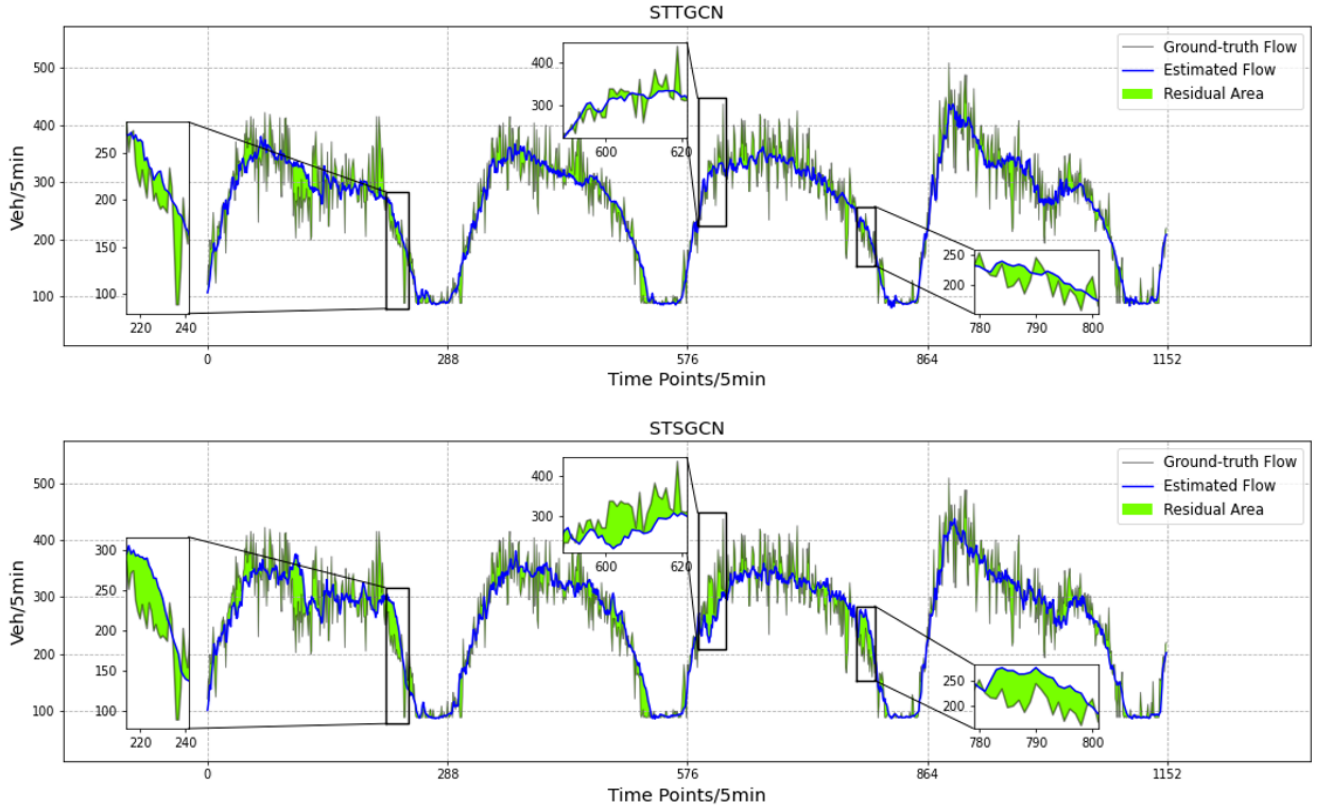 STTGCN
Ground-truth Flow
Estimated Flow
Residual Area
Veh/5min
500
400
300
200
100
250
200
150
100
220 240
400
300
600 620
250
200
780 790 800
0 288 576 864 1152
Time Points/5min
STSGCN
Ground-truth Flow
Estimated Flow
Residual Area
Veh/5min
500
400
300
200
100
300
250
200
150
100
220 240
400
300
600 620
250
200
780 790 800
0 288 576 864 1152
Time Points/5min